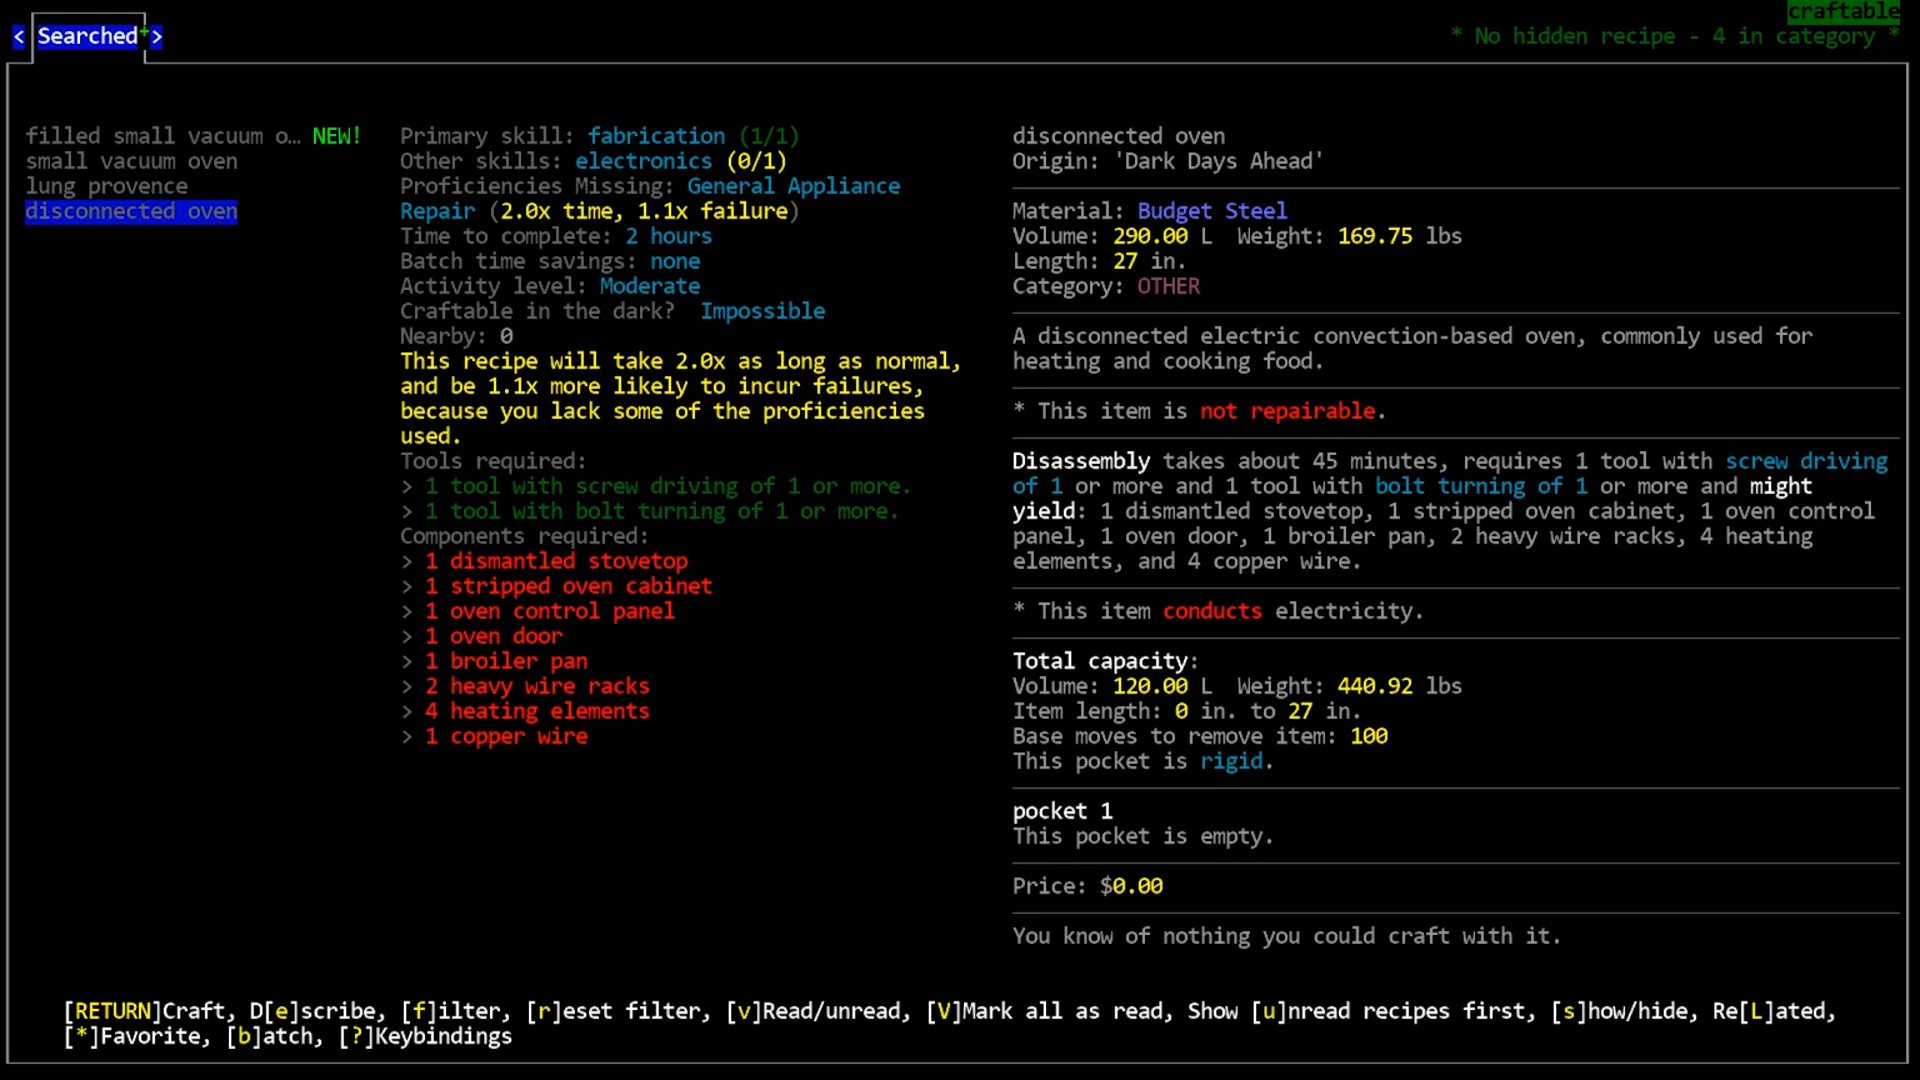 craftable
< Searched+ >
* No hidden recipe - 4 in category *
filled small vacuum o… NEW!
small vacuum oven
lung provence
disconnected oven
Primary skill: fabrication (1/1)
Other skills: electronics (0/1)
Proficiencies Missing: General Appliance
Repair (2.0x time, 1.1x failure)
Time to complete: 2 hours
Batch time savings: none
Activity level: Moderate
Craftable in the dark?  Impossible
Nearby: 0
This recipe will take 2.0x as long as normal,
and be 1.1x more likely to incur failures,
because you lack some of the proficiencies
used.
Tools required:
> 1 tool with screw driving of 1 or more.
> 1 tool with bolt turning of 1 or more.
Components required:
> 1 dismantled stovetop
> 1 stripped oven cabinet
> 1 oven control panel
> 1 oven door
> 1 broiler pan
> 2 heavy wire racks
> 4 heating elements
> 1 copper wire
disconnected oven
Origin: 'Dark Days Ahead'
Material: Budget Steel
Volume: 290.00 L  Weight: 169.75 lbs
Length: 27 in.
Category: OTHER
A disconnected electric convection-based oven, commonly used for
heating and cooking food.
* This item is not repairable.
Disassembly takes about 45 minutes, requires 1 tool with screw driving
of 1 or more and 1 tool with bolt turning of 1 or more and might
yield: 1 dismantled stovetop, 1 stripped oven cabinet, 1 oven control
panel, 1 oven door, 1 broiler pan, 2 heavy wire racks, 4 heating
elements, and 4 copper wire.
* This item conducts electricity.
Total capacity:
Volume: 120.00 L  Weight: 440.92 lbs
Item length: 0 in. to 27 in.
Base moves to remove item: 100
This pocket is rigid.
pocket 1
This pocket is empty.
Price: $0.00
You know of nothing you could craft with it.
[RETURN]Craft, D[e]scribe, [f]ilter, [r]eset filter, [v]Read/unread, [V]Mark all as read, Show [u]nread recipes first, [s]how/hide, Re[L]ated,
[*]Favorite, [b]atch, [?]Keybindings